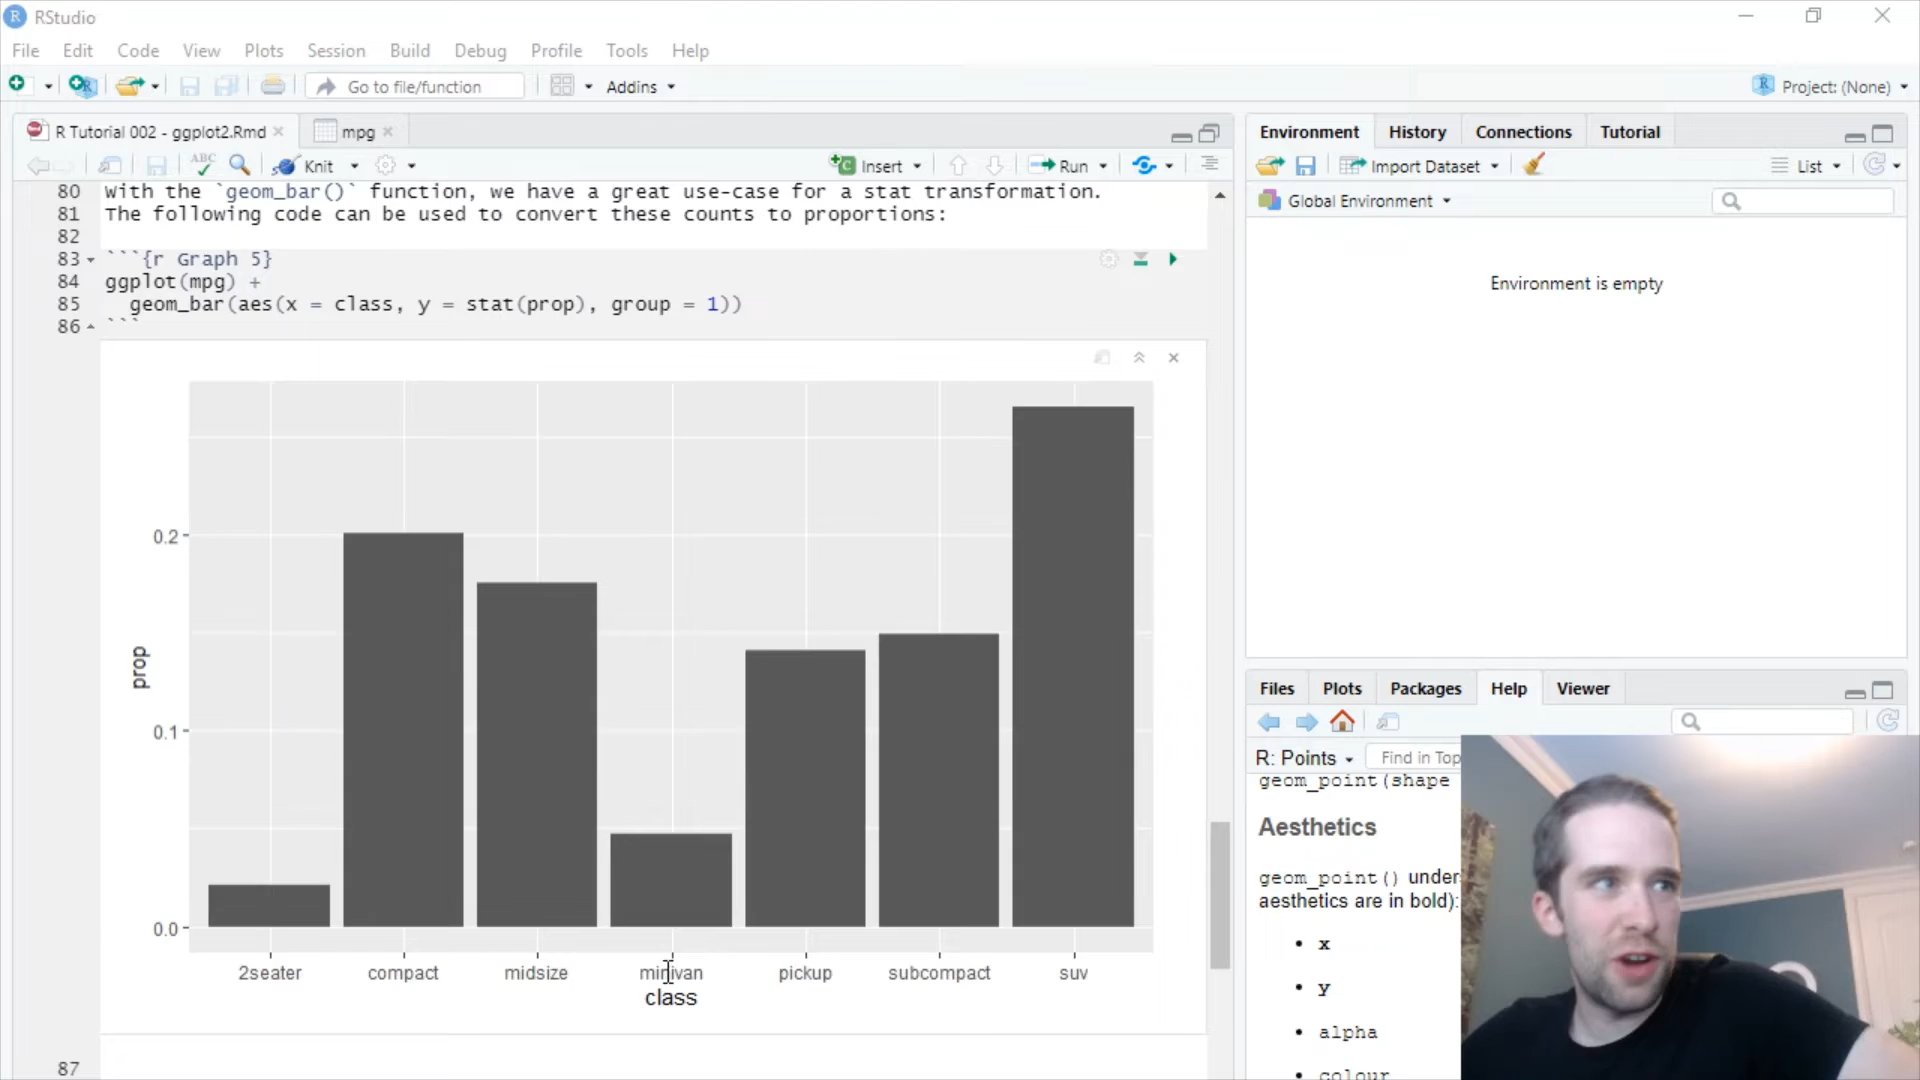 RStudio
File Edit Code View Plots Session Build Debug Profile Tools Help
Go to file/function Addins Project: (None)
R Tutorial 002 - ggplot2.Rmd mpg
ABC Knit Insert Run
80 With the `geom_bar()` function, we have a great use-case for a stat transformation.
81 The following code can be used to convert these counts to proportions:
82
83 ```{r Graph 5}
84 ggplot(mpg) +
85 geom_bar(aes(x = class, y = stat(prop), group = 1))
86 ```
prop
0.2
0.1
0.0
2seater compact midsize minivan pickup subcompact suv
class
87
Environment History Connections Tutorial
Import Dataset List
Global Environment
Environment is empty
Files Plots Packages Help Viewer
R: Points Find in Top
geom_point(shape
Aesthetics
geom_point() under
aesthetics are in bold):
• x
• y
• alpha
• colour